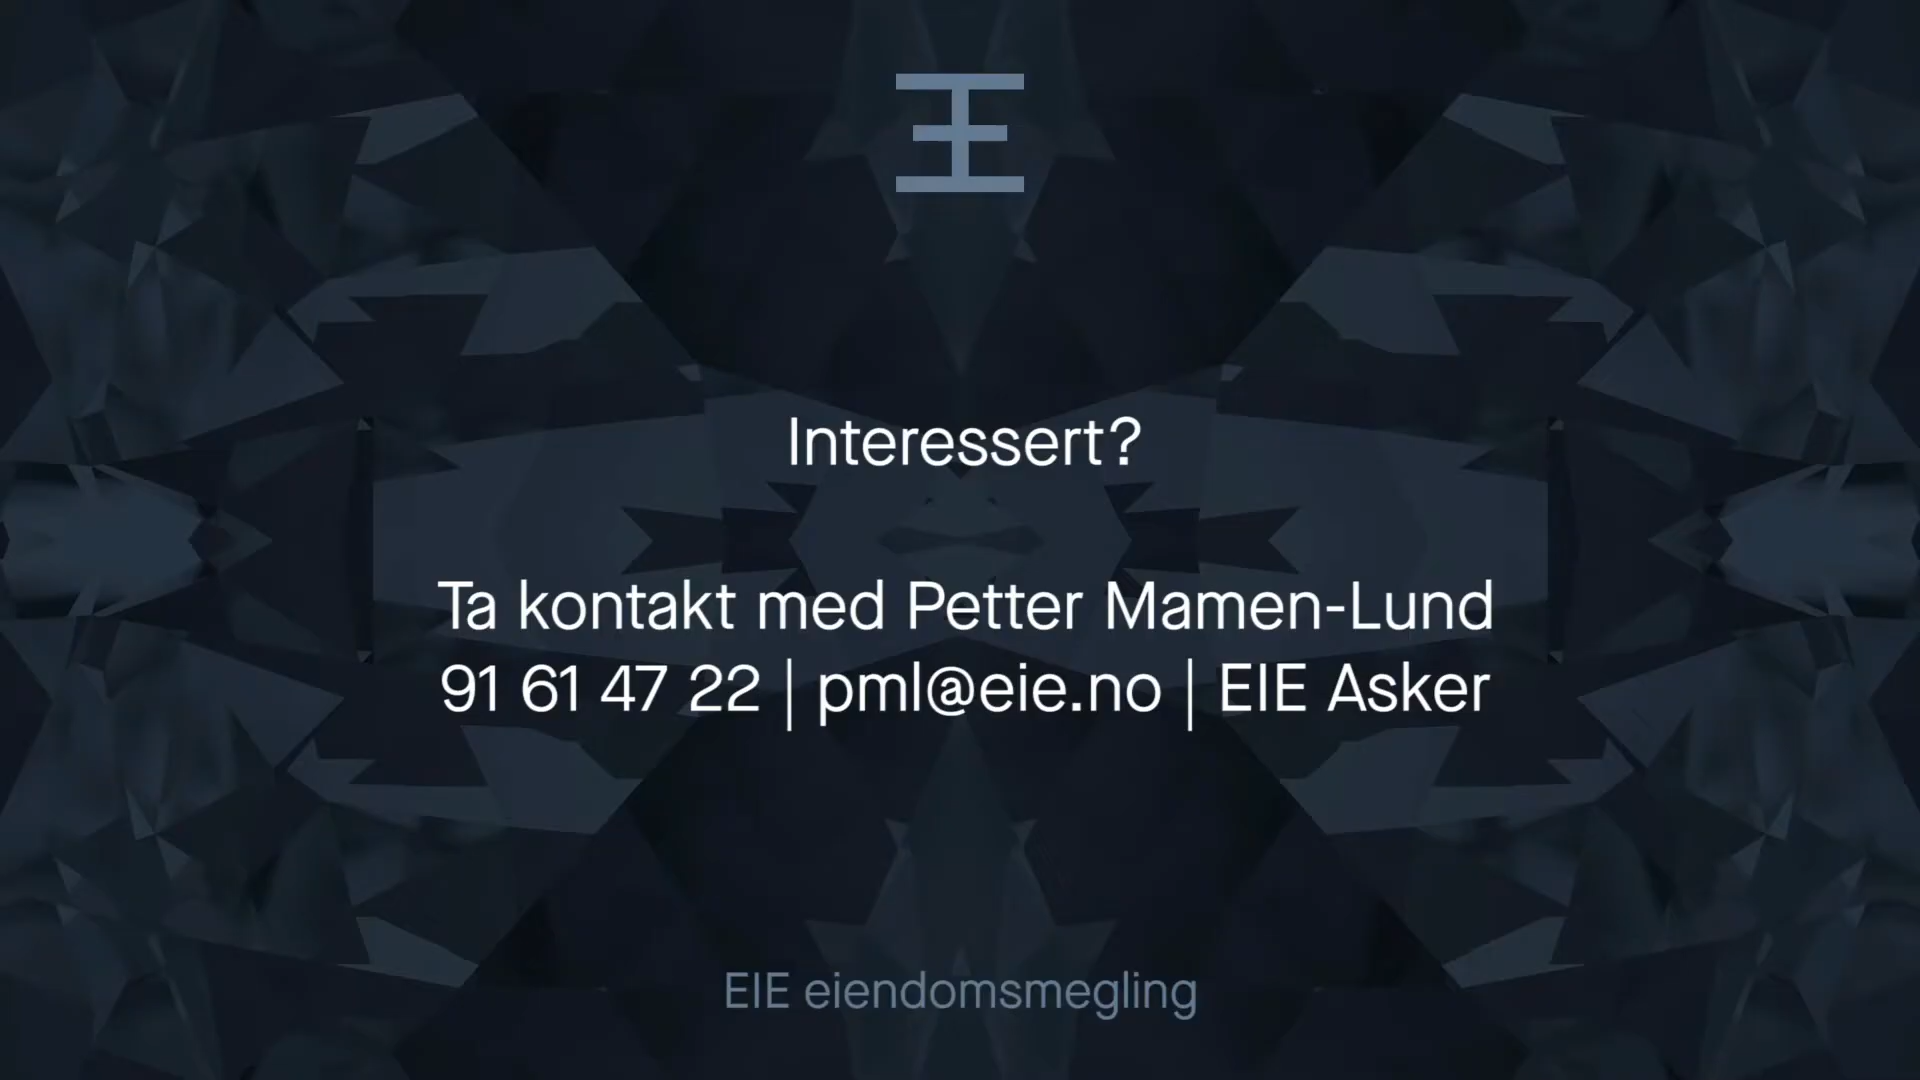 Interessert?
Ta kontakt med Petter Mamen-Lund
91 61 47 22 | pml@eie.no | EIE Asker
EIE eiendomsmegling